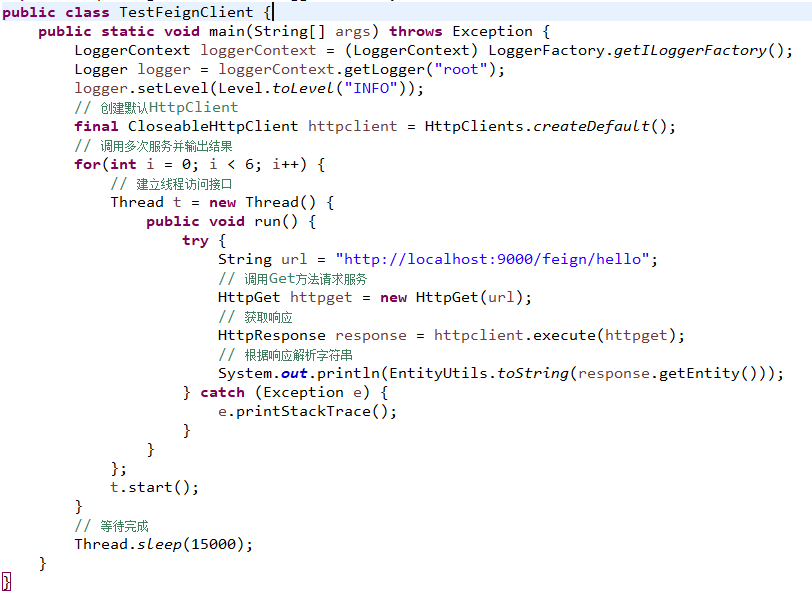 public class TestFeignClient {
    public static void main(String[] args) throws Exception {
        LoggerContext loggerContext = (LoggerContext) LoggerFactory.getILoggerFactory();
        Logger logger = loggerContext.getLogger("root");
        logger.setLevel(Level.toLevel("INFO"));
        // 创建默认HttpClient
        final CloseableHttpClient httpclient = HttpClients.createDefault();
        // 调用多次服务并输出结果
        for(int i = 0; i < 6; i++) {
            // 建立线程访问接口
            Thread t = new Thread() {
                public void run() {
                    try {
                        String url = "http://localhost:9000/feign/hello";
                        // 调用Get方法请求服务
                        HttpGet httpget = new HttpGet(url);
                        // 获取响应
                        HttpResponse response = httpclient.execute(httpget);
                        // 根据响应解析字符串
                        System.out.println(EntityUtils.toString(response.getEntity()));
                    } catch (Exception e) {
                        e.printStackTrace();
                    }
                }
            };
            t.start();
        }
        // 等待完成
        Thread.sleep(15000);
    }
}